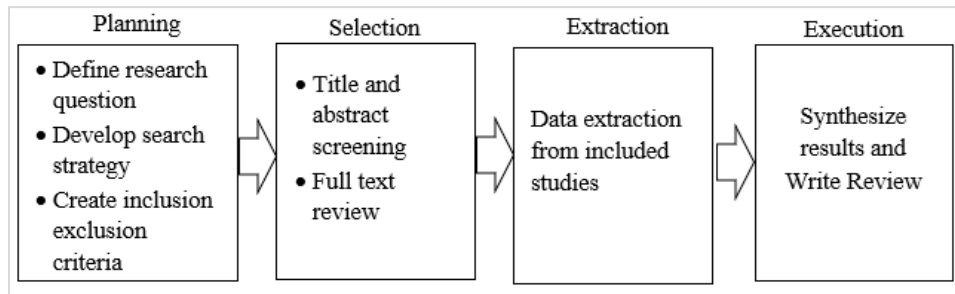 Planning
• Define research
question
• Develop search
strategy
• Create inclusion
exclusion
criteria
Selection
• Title and
abstract
screening
• Full text
review
Extraction
Data extraction
from included
studies
Execution
Synthesize
results and
Write Review